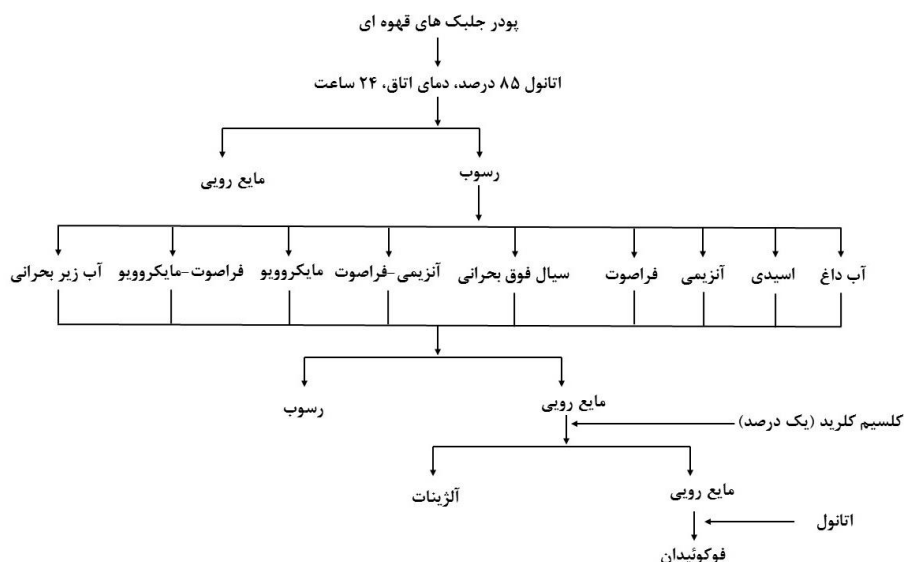 پودر جلبک های قهوه ای
اتانول ۸۵ درصد، دمای اتاق، ۲۴ ساعت
رسوب
مایع رویی
آب داغ
اسیدی
آنزیمی
فراصوت
سیال فوق بحرانی
آنزیمی-فراصوت
مایکروویو
فراصوت-مایکروویو
آب زیر بحرانی
مایع رویی
رسوب
کلسیم کلرید (یک درصد)
مایع رویی
آلژینات
اتانول
فوکوئیدان